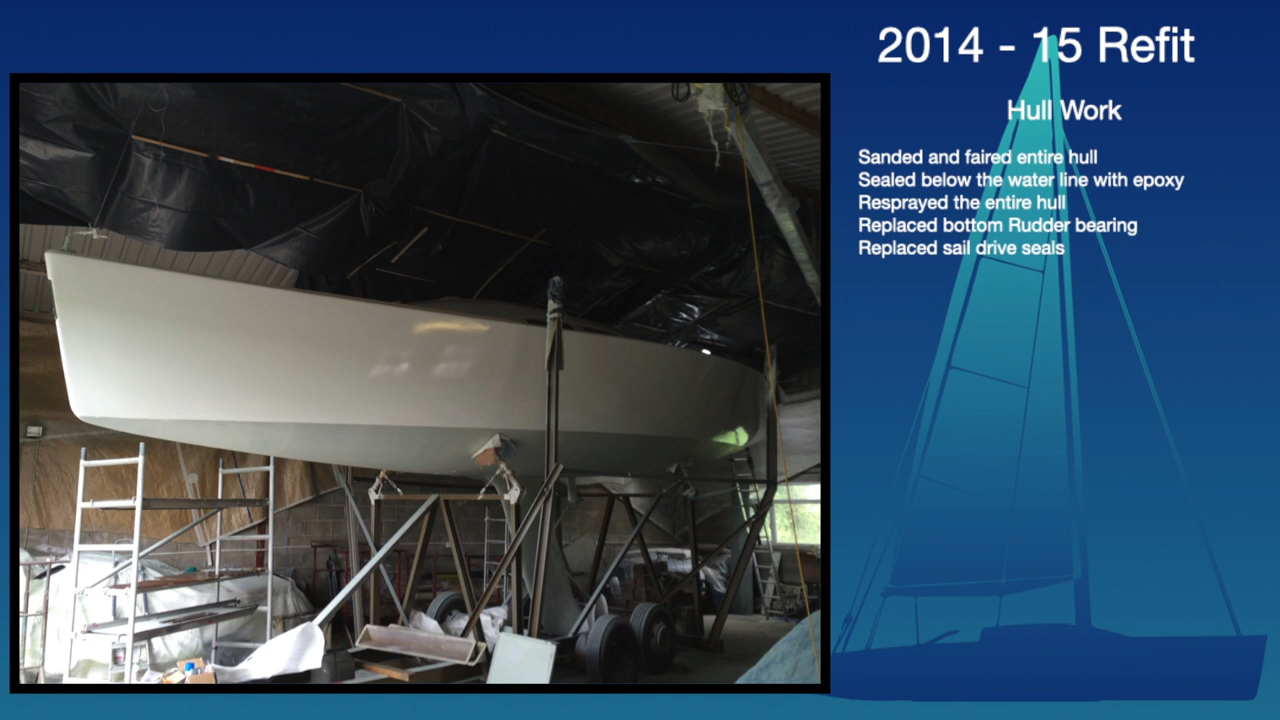 2014 - 15 Refit
Hull Work
Sanded and faired entire hull
Sealed below the water line with epoxy
Resprayed the entire hull
Replaced bottom Rudder bearing
Replaced sail drive seals